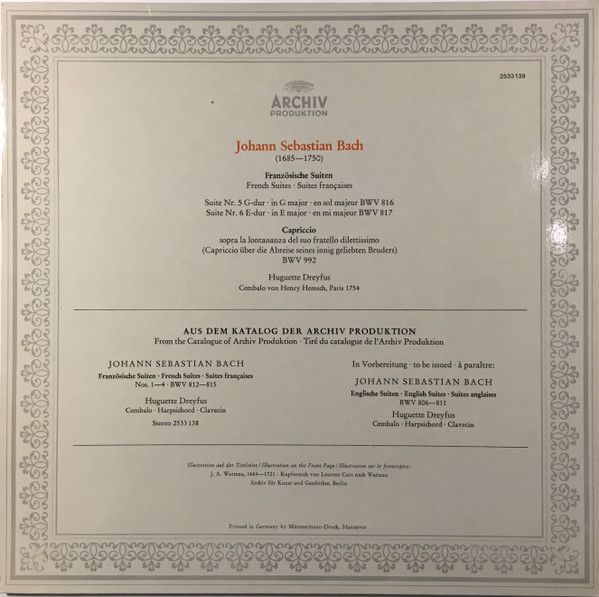 2533 139
ARCHIV
PRODUKTION
Johann Sebastian Bach
(1685—1750)
Französische Suiten
French Suites · Suites françaises
Suite Nr. 5 G-dur · in G major · en sol majeur BWV 816
Suite Nr. 6 E-dur · in E major · en mi majeur BWV 817
Capriccio
sopra la lontananza del suo fratello dilettissimo
(Capriccio über die Abreise seines innig geliebten Bruders)
BWV 992
Huguette Dreyfus
Cembalo von Henry Hemsch, Paris 1754
AUS DEM KATALOG DER ARCHIV PRODUKTION
From the Catalogue of Archiv Produktion · Tiré du catalogue de l'Archiv Produktion
JOHANN SEBASTIAN BACH
Französische Suiten · French Suites · Suites françaises
Nos. 1—4 · BWV 812—815
Huguette Dreyfus
Cembalo · Harpsichord · Clavecin
Stereo 2533 138
In Vorbereitung · to be issued · à paraître:
JOHANN SEBASTIAN BACH
Englische Suiten · English Suites · Suites anglaises
BWV 806—811
Huguette Dreyfus
Cembalo · Harpsichord · Clavecin
Illustration auf der Titelseite / Illustration on the Front Page / Illustration sur le frontispice:
J. A. Watteau, 1684—1721 · Kupferstich von Laurent Cars nach Watteau
Archiv für Kunst und Geschichte, Berlin
Printed in Germany by Münstermann-Druck, Hannover